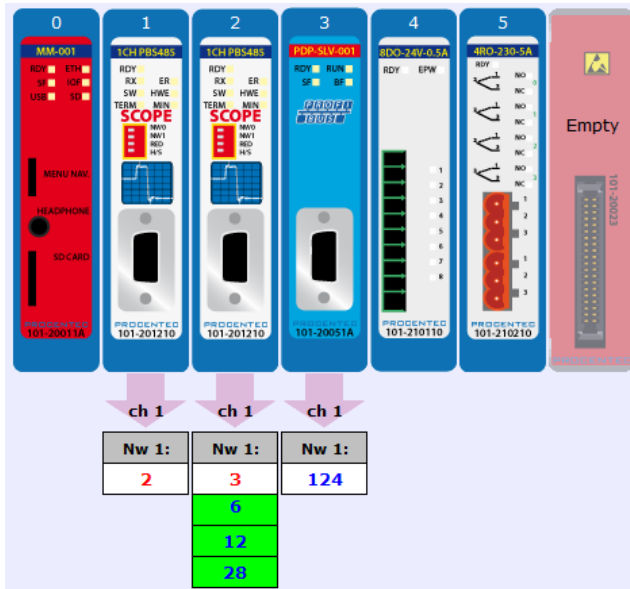 0
MM-001
RDY ETH
SF IOF
USB SD
MENU NAV.
HEADPHONE
SD CARD
PROCENTEC
101-20011A
1
1CH PBS485
RDY
RX ER
SW HWE
TERM MIN
SCOPE
NW0
NW1
RED
H/S
PROCENTEC
101-201210
2
1CH PBS485
RDY
RX ER
SW HWE
TERM MIN
SCOPE
NW0
NW1
RED
H/S
PROCENTEC
101-201210
3
PDP-SLV-001
RDY RUN
SF BF
PROFI
BUS
PROCENTEC
101-20051A
4
8DO-24V-0.5A
RDY EPW
1
2
3
4
5
6
7
8
PROCENTEC
101-210110
5
4RO-230-5A
RDY
NO
0
NC
NO
1
NC
NO
2
NC
NO
3
NC
1
2
3
1
2
3
PROCENTEC
101-210210
Empty
101-20023
ch 1
ch 1
ch 1
Nw 1:
Nw 1:
Nw 1:
2
3
124
6
12
28